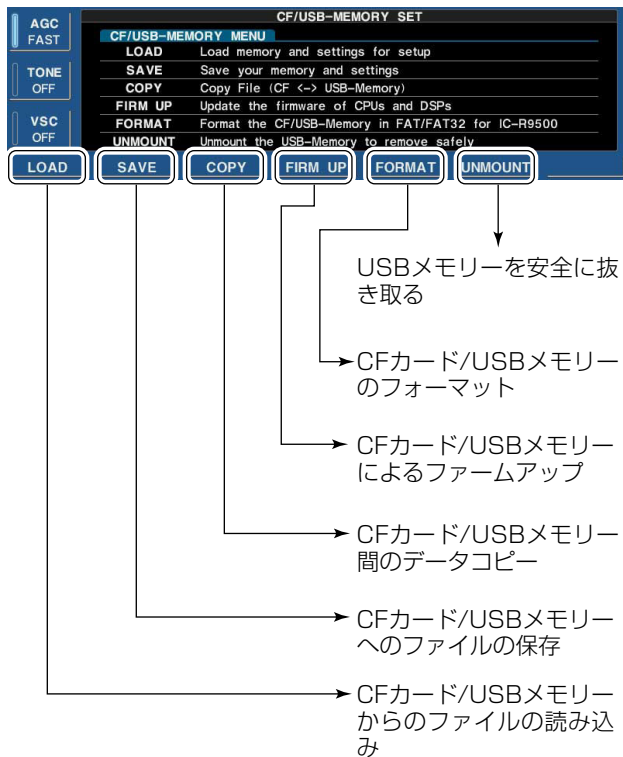 CF/USB-MEMORY SET
AGC
FAST
CF/USB-MEMORY MENU
LOAD Load memory and settings for setup
TONE
OFF
SAVE Save your memory and settings
COPY Copy File (CF <-> USB-Memory)
FIRM UP Update the firmware of CPUs and DSPs
VSC
OFF
FORMAT Format the CF/USB-Memory in FAT/FAT32 for IC-R9500
UNMOUNT Unmount the USB-Memory to remove safely
LOAD SAVE COPY FIRM UP FORMAT UNMOUNT
USBメモリーを安全に抜
き取る
CFカード/USBメモリー
のフォーマット
CFカード/USBメモリー
によるファームアップ
CFカード/USBメモリー
間のデータコピー
CFカード/USBメモリー
へのファイルの保存
CFカード/USBメモリー
からのファイルの読み込
み